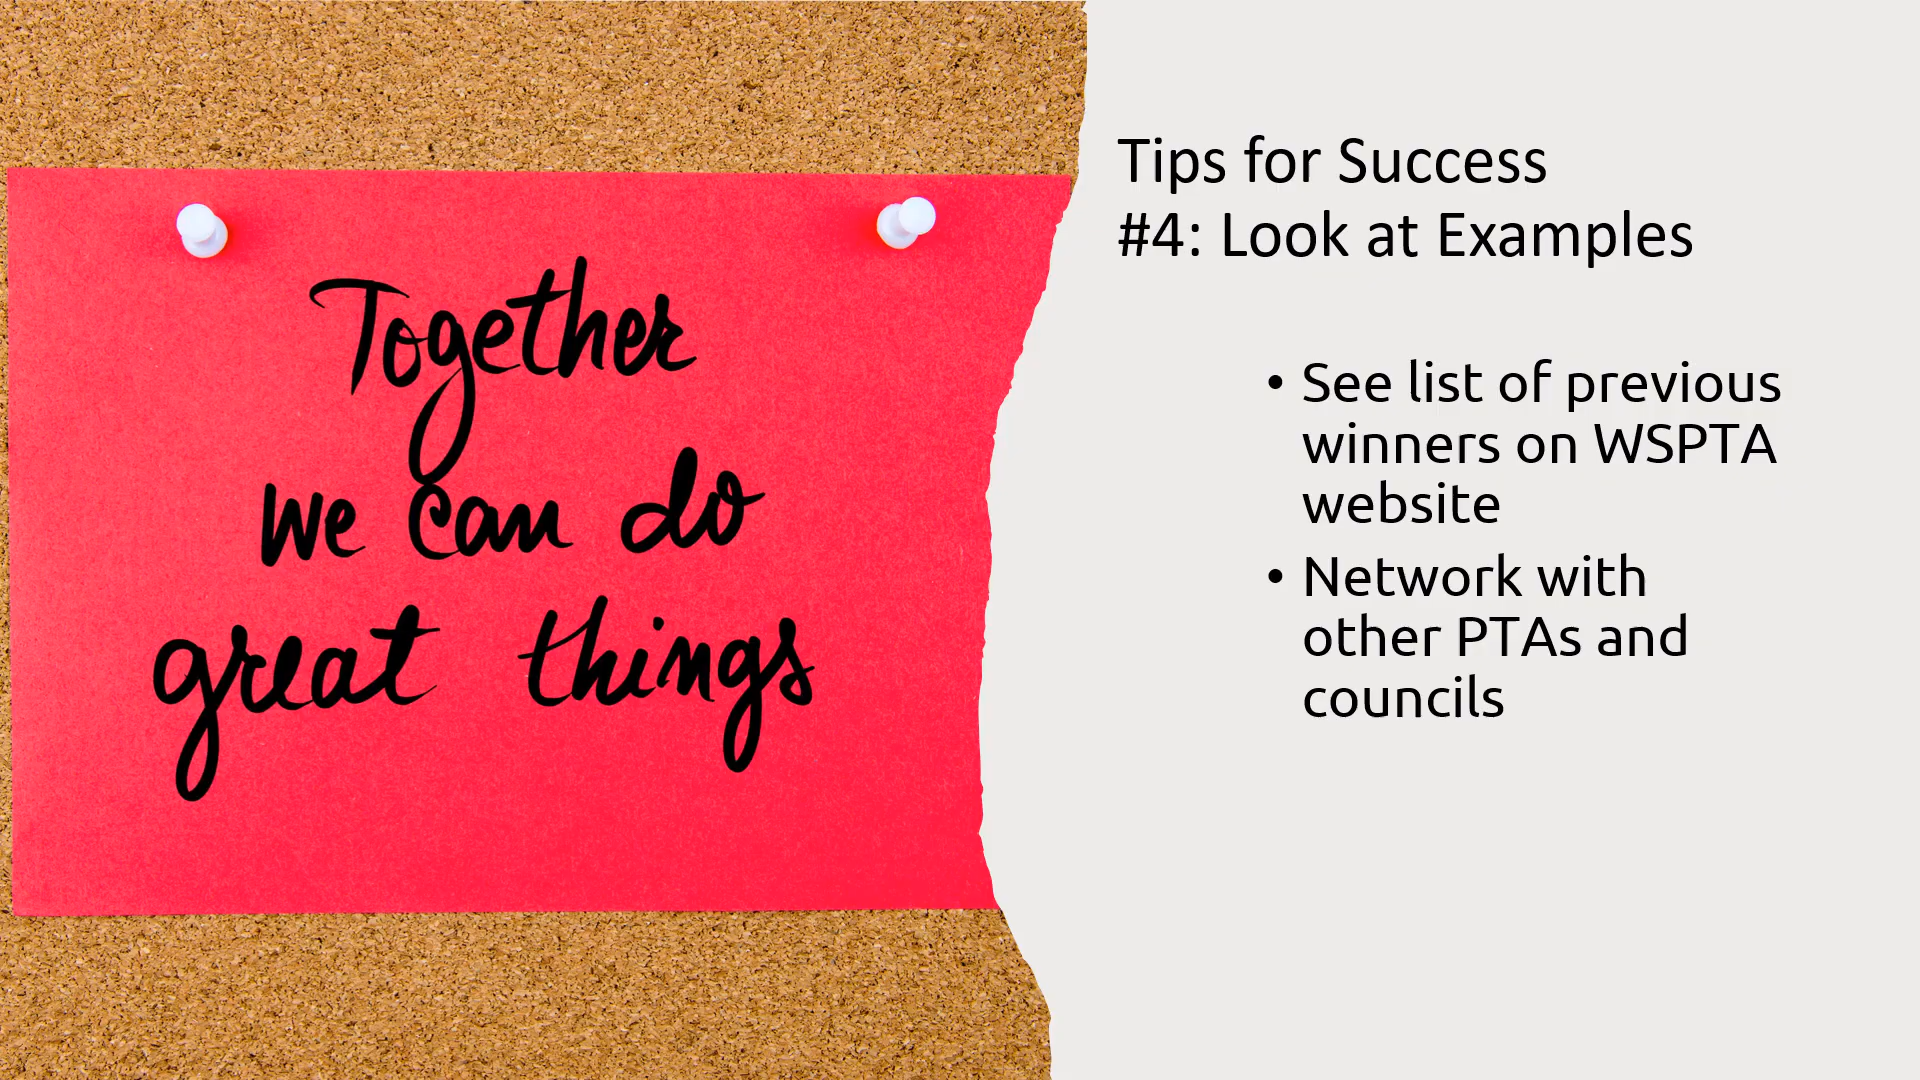 Together
we can do
great things
Tips for Success
#4: Look at Examples
• See list of previous
winners on WSPTA
website
• Network with
other PTAs and
councils